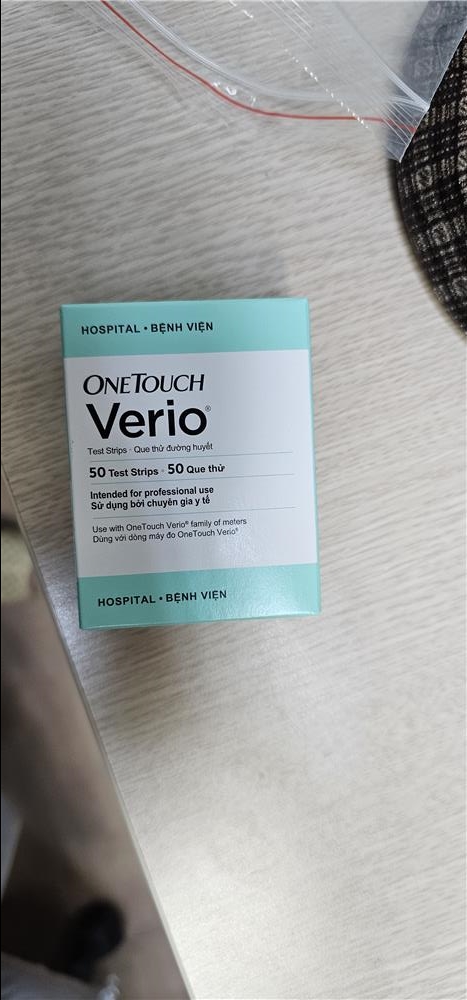 HOSPITAL • BỆNH VIỆN
ONETOUCH
Verio®
Test Strips · Que thử đường huyết
50 Test Strips · 50 Que thử
Intended for professional use
Sử dụng bởi chuyên gia y tế
Use with OneTouch Verio® family of meters
Dùng với dòng máy đo OneTouch Verio®
HOSPITAL • BỆNH VIỆN